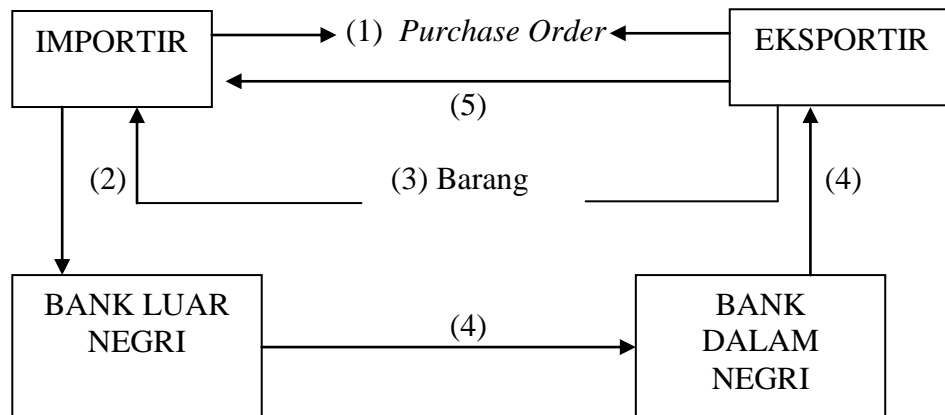 IMPORTIR
(1) Purchase Order
EKSPORTIR
(5)
(2)
(3) Barang
(4)
BANK LUAR
NEGRI
(4)
BANK
DALAM
NEGRI